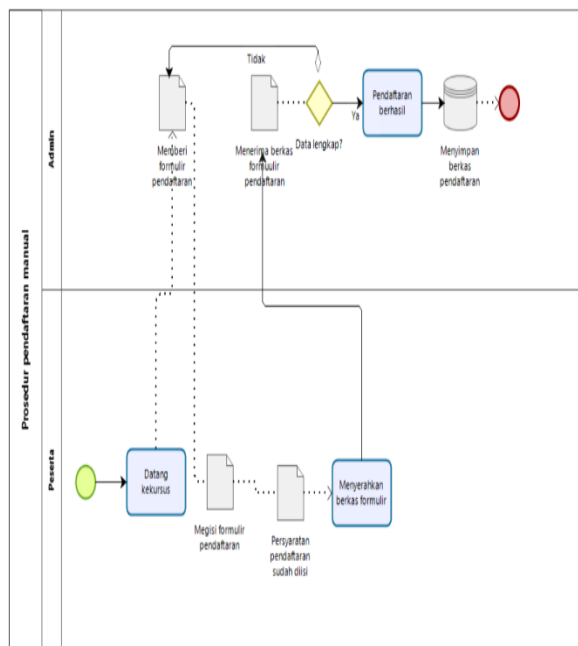 Prosedur pendaftaran manual
Admin
Tidak
Memberi
formulir
pendaftaran
Menerima berkas
formuulir
pendaftaran
Data lengkap?
Ya
Pendaftaran
berhasil
Menyimpan
berkas
pendaftaran
Peserta
Datang
kekursus
Megisi formulir
pendaftaran
Persyaratan
pendaftaran
sudah diisi
Menyerahkan
berkas formulir